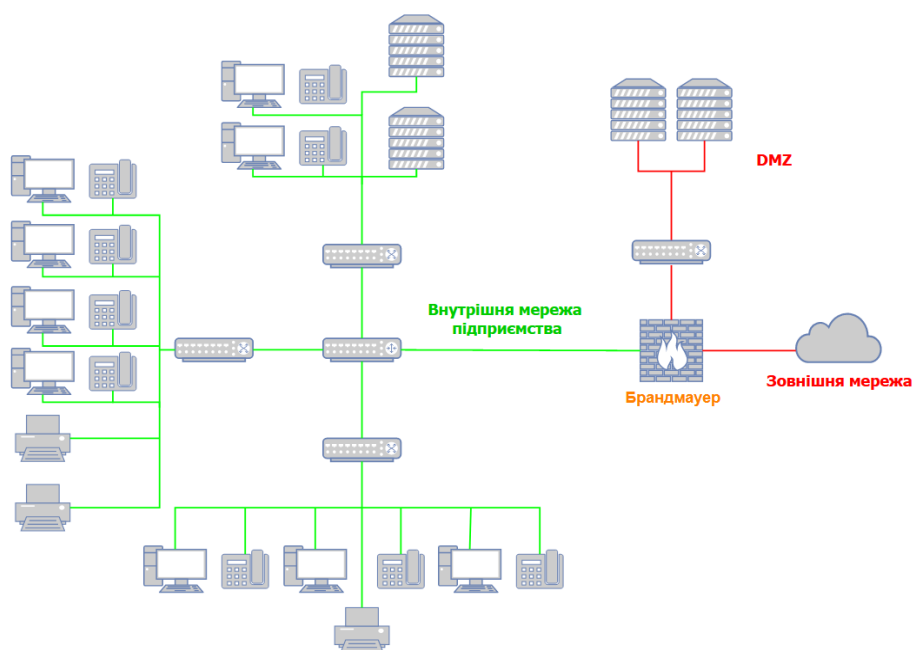 DMZ
Внутрішня мережа
підприємства
Зовнішня мережа
Брандмауер